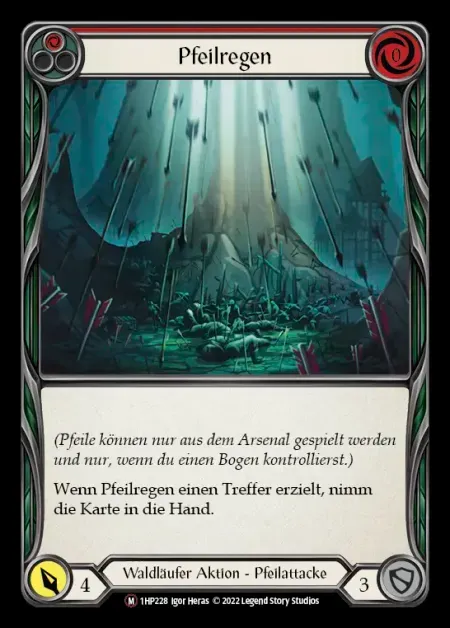 Pfeilregen
0
(Pfeile können nur aus dem Arsenal gespielt werden
und nur, wenn du einen Bogen kontrollierst.)
Wenn Pfeilregen einen Treffer erzielt, nimm
die Karte in die Hand.
4
Waldläufer Aktion - Pfeilattacke
3
M 1HP228 Igor Heras © 2022 Legend Story Studios